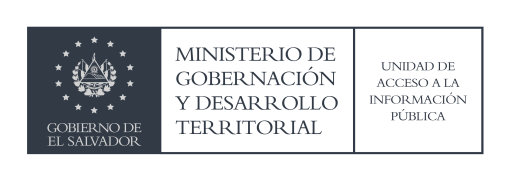 GOBIERNO DE
EL SALVADOR
MINISTERIO DE
GOBERNACIÓN
Y DESARROLLO
TERRITORIAL
UNIDAD DE
ACCESO A LA
INFORMACIÓN
PÚBLICA